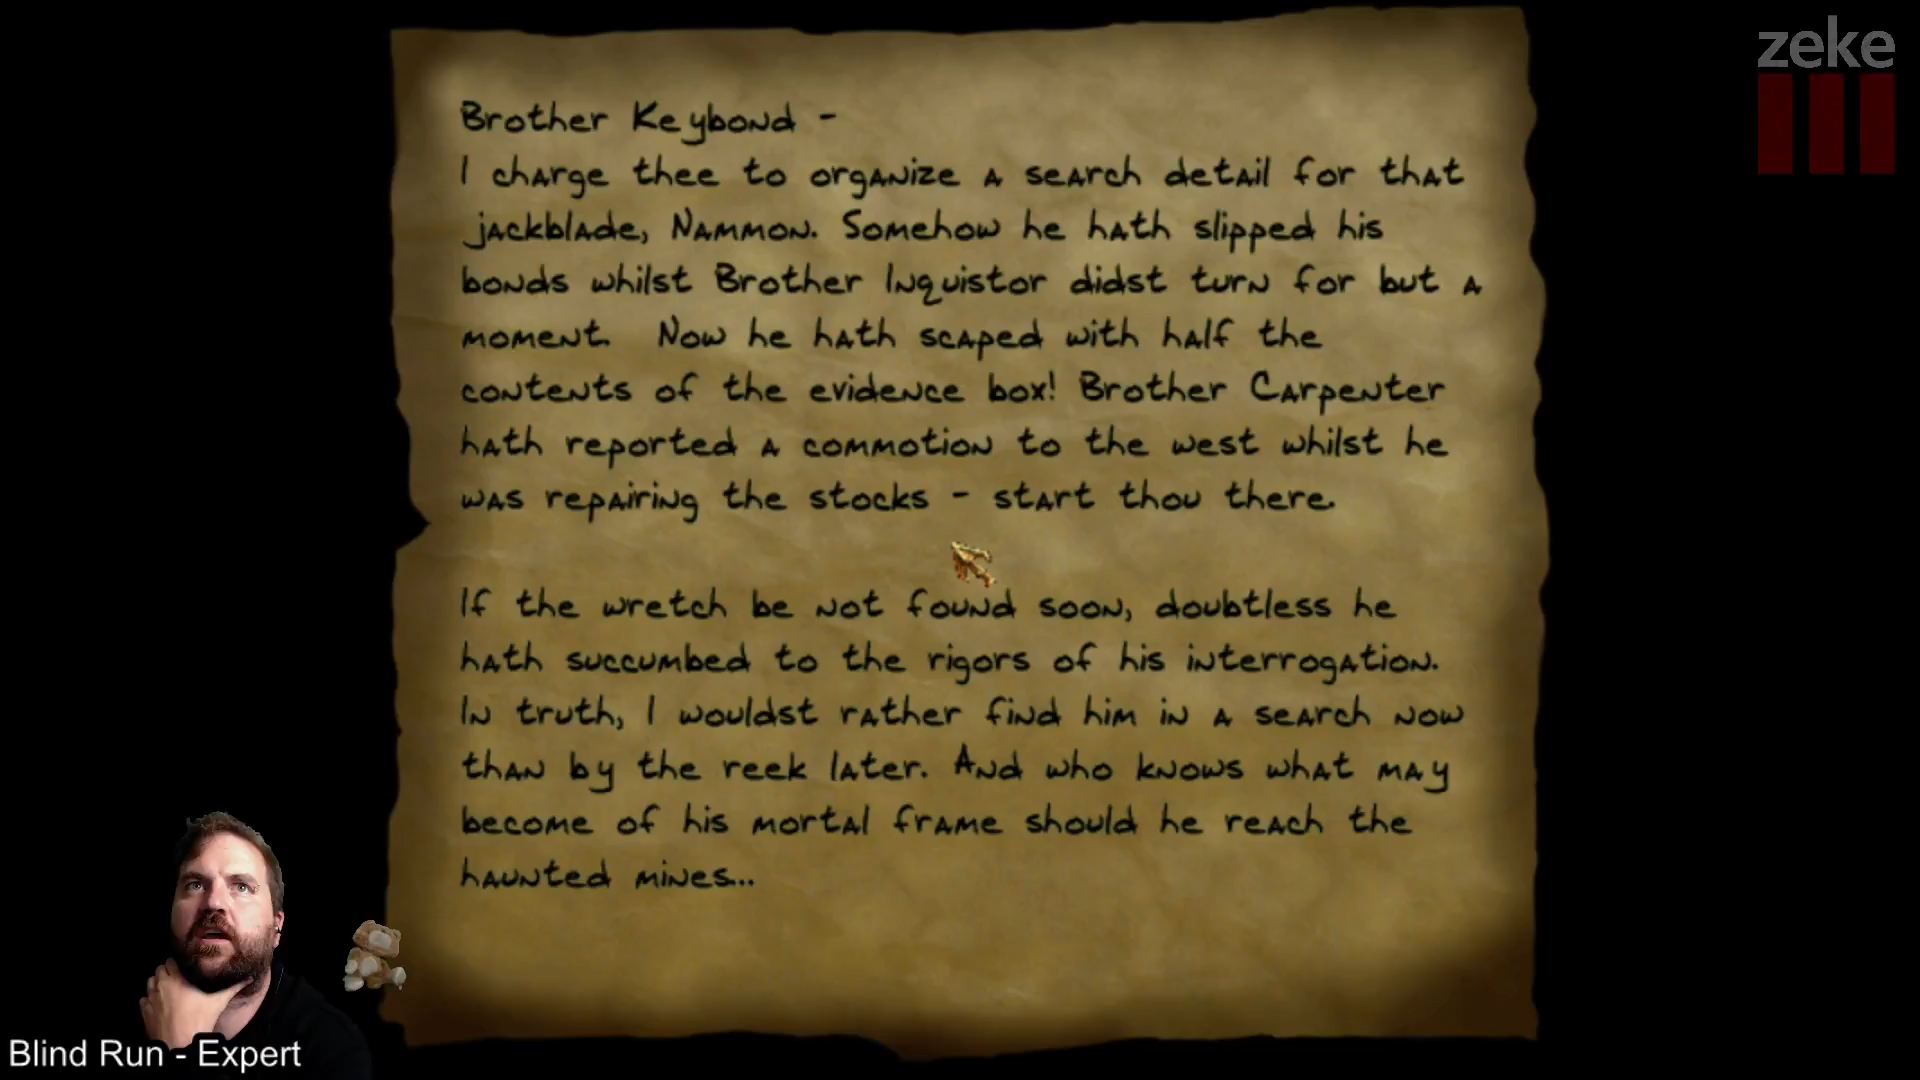 zeke
Brother Keybond -
I charge thee to organize a search detail for that
jackblade, Nammon. Somehow he hath slipped his
bonds whilst Brother Inquistor didst turn for but a
moment. Now he hath scaped with half the
contents of the evidence box! Brother Carpenter
hath reported a commotion to the west whilst he
was repairing the stocks - start thou there.
If the wretch be not found soon, doubtless he
hath succumbed to the rigors of his interrogation.
In truth, I wouldst rather find him in a search now
than by the reek later. And who knows what may
become of his mortal frame should he reach the
haunted mines...
Blind Run - Expert